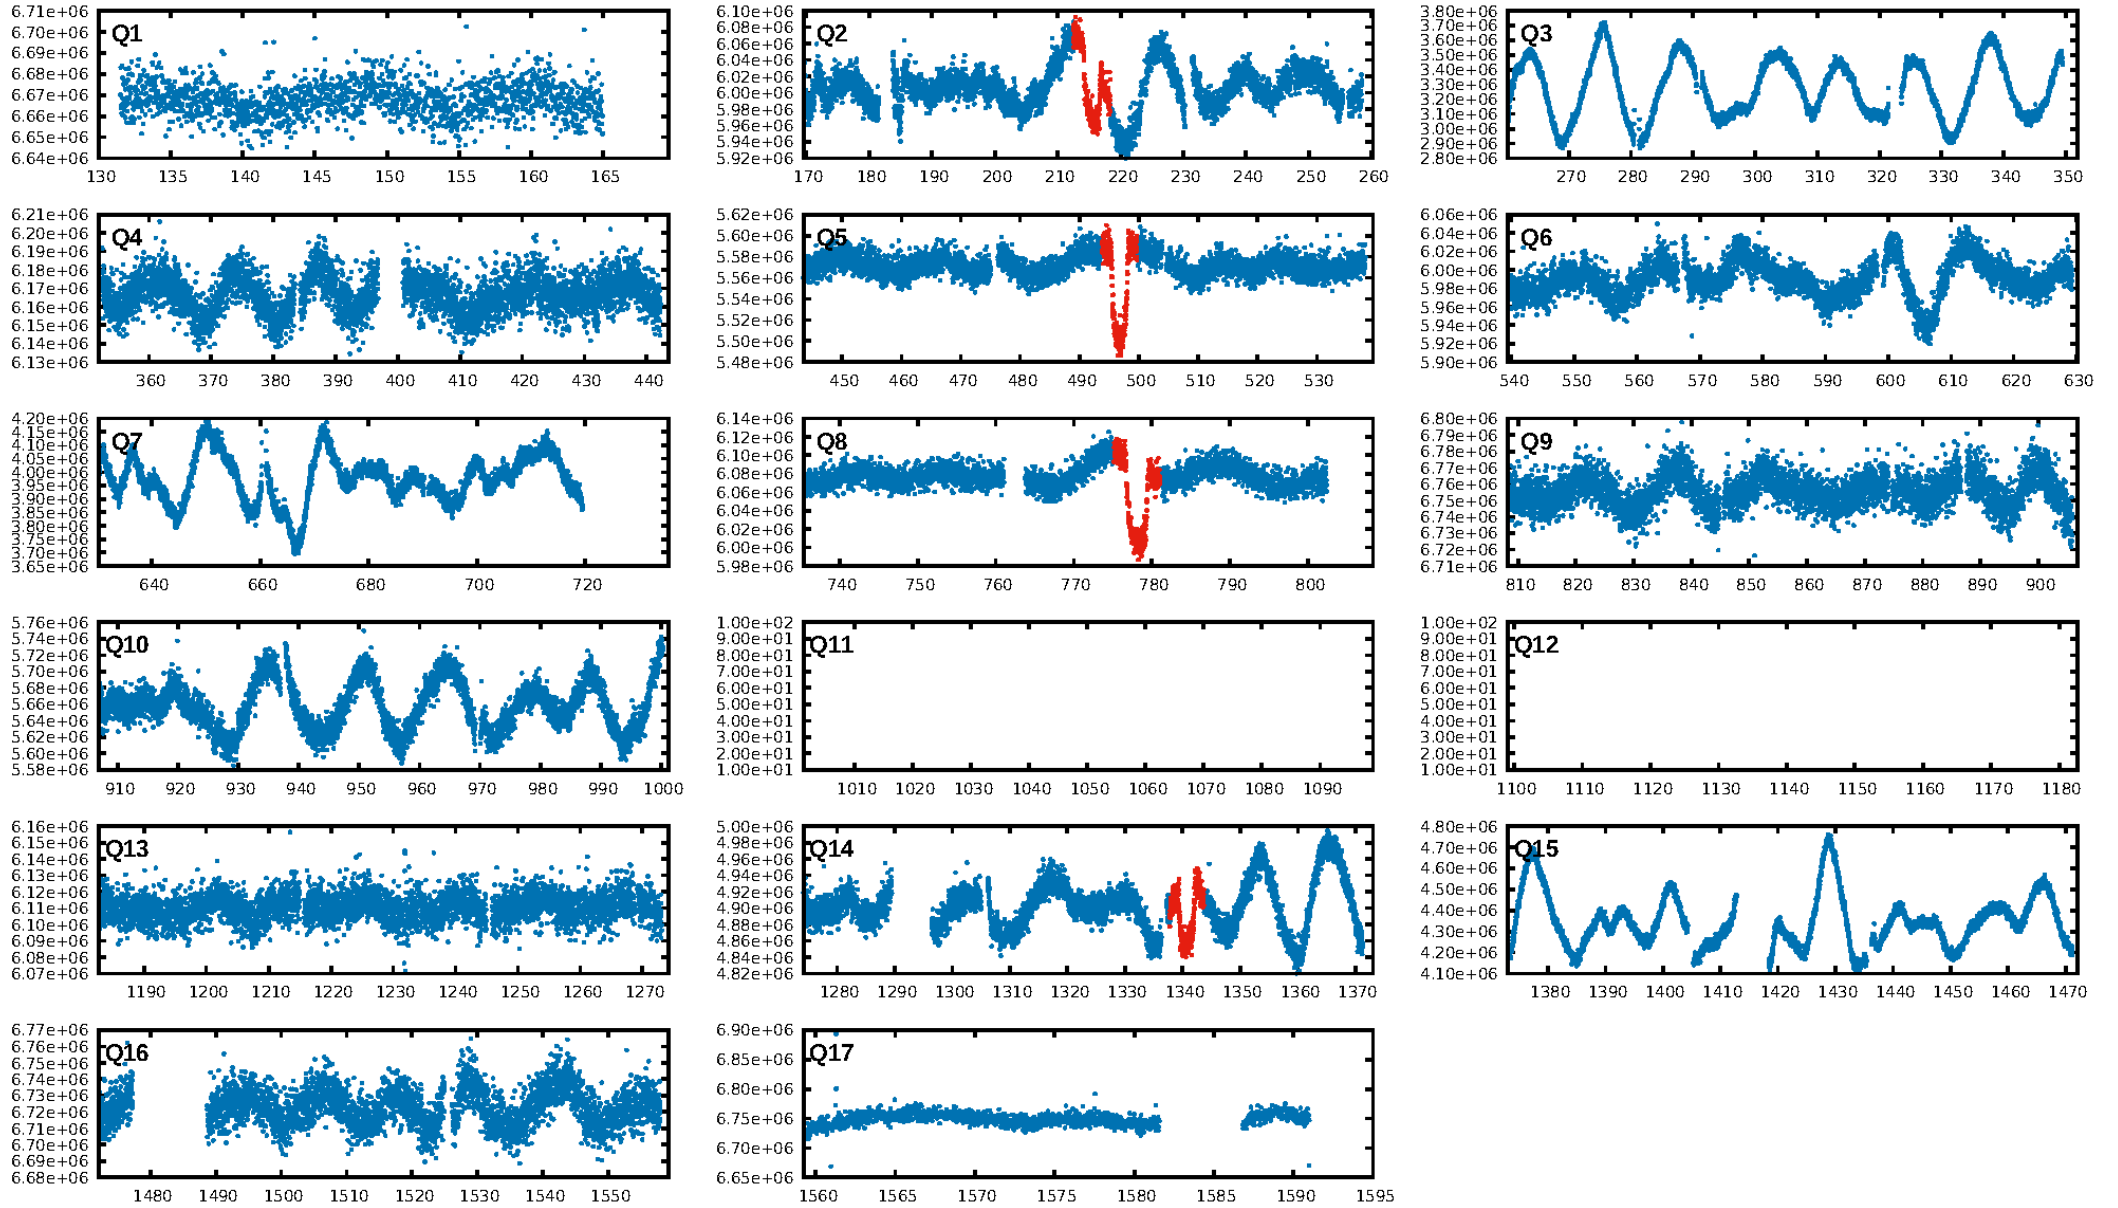 6.71e+06
6.70e+06
6.69e+06
6.68e+06
6.67e+06
6.66e+06
6.65e+06
6.64e+06
Q1
130 135 140 145 150 155 160 165
6.10e+06
6.08e+06
6.06e+06
6.04e+06
6.02e+06
6.00e+06
5.98e+06
5.96e+06
5.94e+06
5.92e+06
Q2
170 180 190 200 210 220 230 240 250 260
3.80e+06
3.70e+06
3.60e+06
3.50e+06
3.40e+06
3.30e+06
3.20e+06
3.10e+06
3.00e+06
2.90e+06
2.80e+06
Q3
270 280 290 300 310 320 330 340 350
6.21e+06
6.20e+06
6.19e+06
6.18e+06
6.17e+06
6.16e+06
6.15e+06
6.14e+06
6.13e+06
Q4
360 370 380 390 400 410 420 430 440
5.62e+06
5.60e+06
5.58e+06
5.56e+06
5.54e+06
5.52e+06
5.50e+06
5.48e+06
Q5
450 460 470 480 490 500 510 520 530
6.06e+06
6.04e+06
6.02e+06
6.00e+06
5.98e+06
5.96e+06
5.94e+06
5.92e+06
5.90e+06
Q6
540 550 560 570 580 590 600 610 620 630
4.20e+06
4.15e+06
4.10e+06
4.05e+06
4.00e+06
3.95e+06
3.90e+06
3.85e+06
3.80e+06
3.75e+06
3.70e+06
3.65e+06
Q7
640 660 680 700 720
6.14e+06
6.12e+06
6.10e+06
6.08e+06
6.06e+06
6.04e+06
6.02e+06
6.00e+06
5.98e+06
Q8
740 750 760 770 780 790 800
6.80e+06
6.79e+06
6.78e+06
6.77e+06
6.76e+06
6.75e+06
6.74e+06
6.73e+06
6.72e+06
6.71e+06
Q9
810 820 830 840 850 860 870 880 890 900
5.76e+06
5.74e+06
5.72e+06
5.70e+06
5.68e+06
5.66e+06
5.64e+06
5.62e+06
5.60e+06
5.58e+06
Q10
910 920 930 940 950 960 970 980 990 1000
1.00e+02
9.00e+01
8.00e+01
7.00e+01
6.00e+01
5.00e+01
4.00e+01
3.00e+01
2.00e+01
1.00e+01
Q11
1010 1020 1030 1040 1050 1060 1070 1080 1090
1.00e+02
9.00e+01
8.00e+01
7.00e+01
6.00e+01
5.00e+01
4.00e+01
3.00e+01
2.00e+01
1.00e+01
Q12
1100 1110 1120 1130 1140 1150 1160 1170 1180
6.16e+06
6.15e+06
6.14e+06
6.13e+06
6.12e+06
6.11e+06
6.10e+06
6.09e+06
6.08e+06
6.07e+06
Q13
1190 1200 1210 1220 1230 1240 1250 1260 1270
5.00e+06
4.98e+06
4.96e+06
4.94e+06
4.92e+06
4.90e+06
4.88e+06
4.86e+06
4.84e+06
4.82e+06
Q14
1280 1290 1300 1310 1320 1330 1340 1350 1360 1370
4.80e+06
4.70e+06
4.60e+06
4.50e+06
4.40e+06
4.30e+06
4.20e+06
4.10e+06
Q15
1380 1390 1400 1410 1420 1430 1440 1450 1460 1470
6.77e+06
6.76e+06
6.75e+06
6.74e+06
6.73e+06
6.72e+06
6.71e+06
6.70e+06
6.69e+06
6.68e+06
Q16
1480 1490 1500 1510 1520 1530 1540 1550
6.90e+06
6.85e+06
6.80e+06
6.75e+06
6.70e+06
6.65e+06
Q17
1560 1565 1570 1575 1580 1585 1590 1595